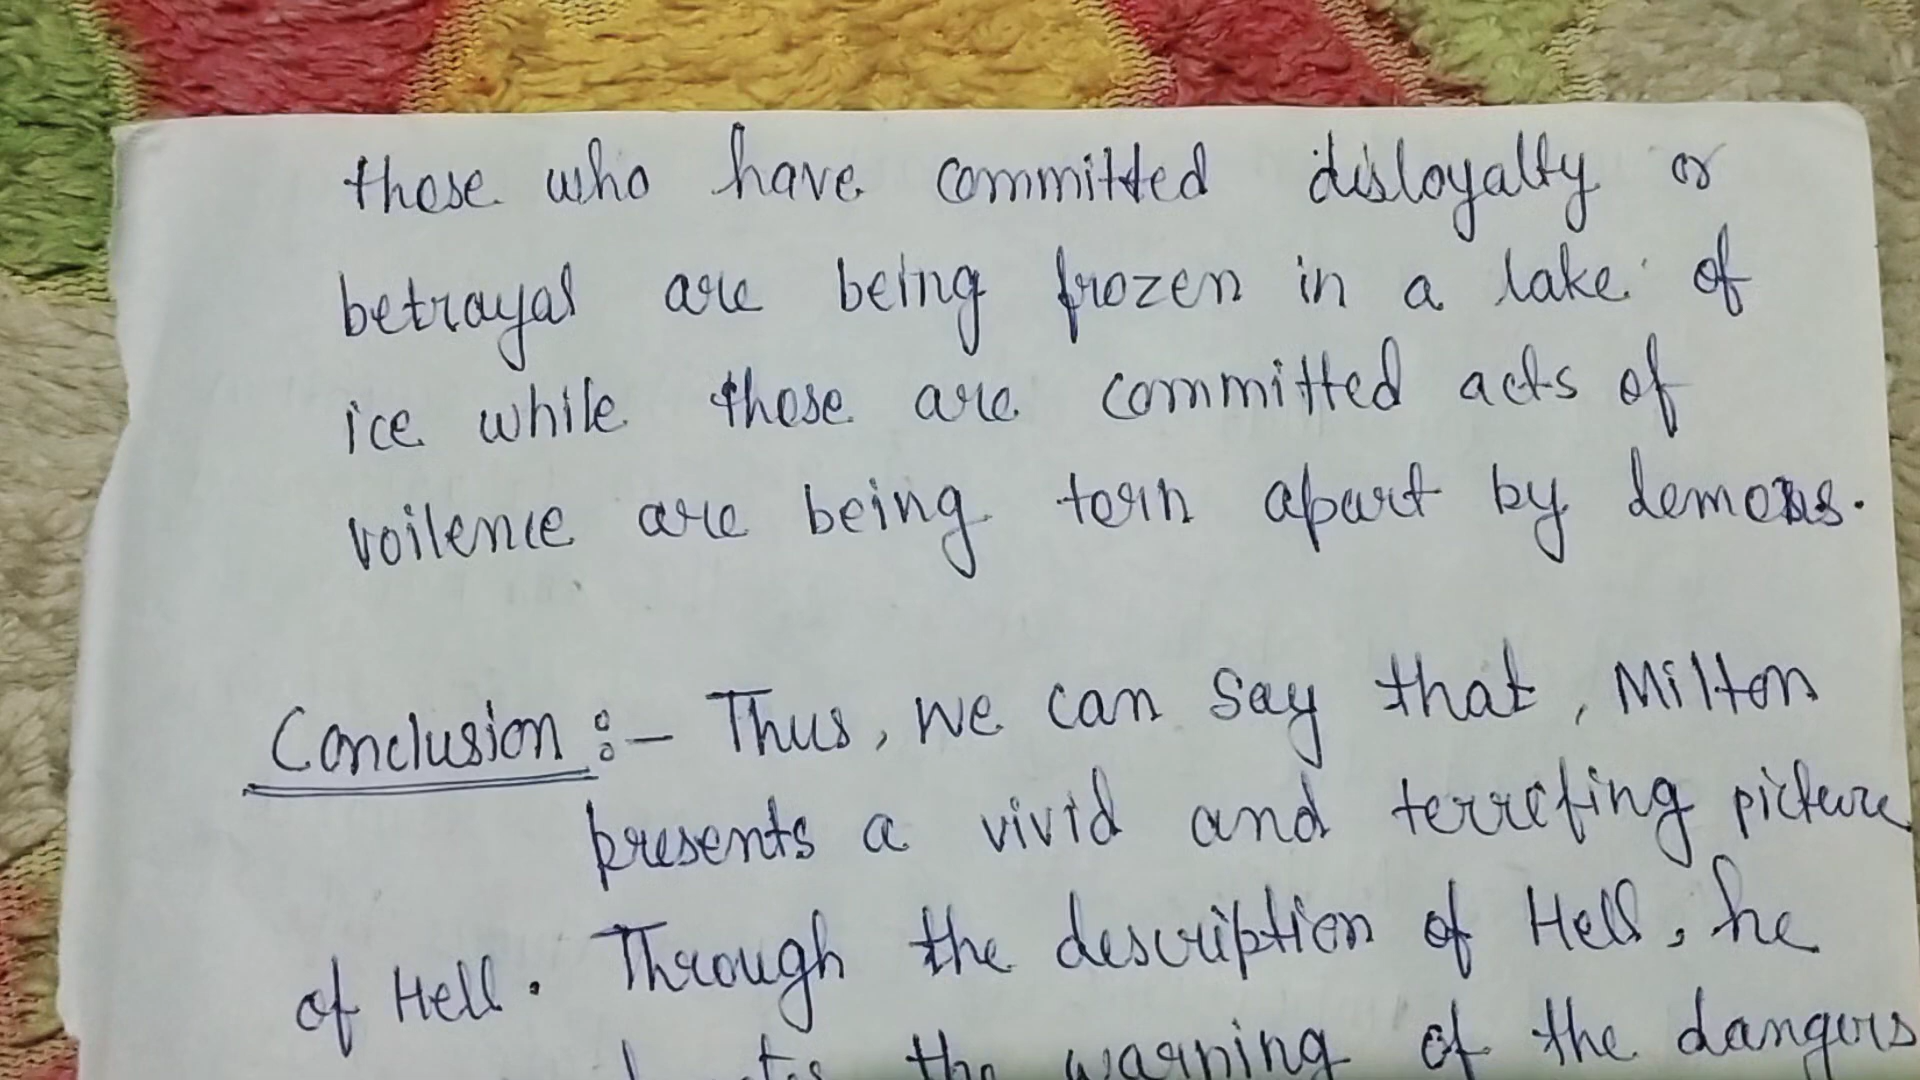 those who have committed disloyalty or
betrayal are being frozen in a lake of
ice while those are committed acts of
voilence are being torn apart by demons.
Conclusion :- Thus, we can say that, Milton
presents a vivid and terrefing picture
of Hell. Through the description of Hell, he
the warning of the dangers